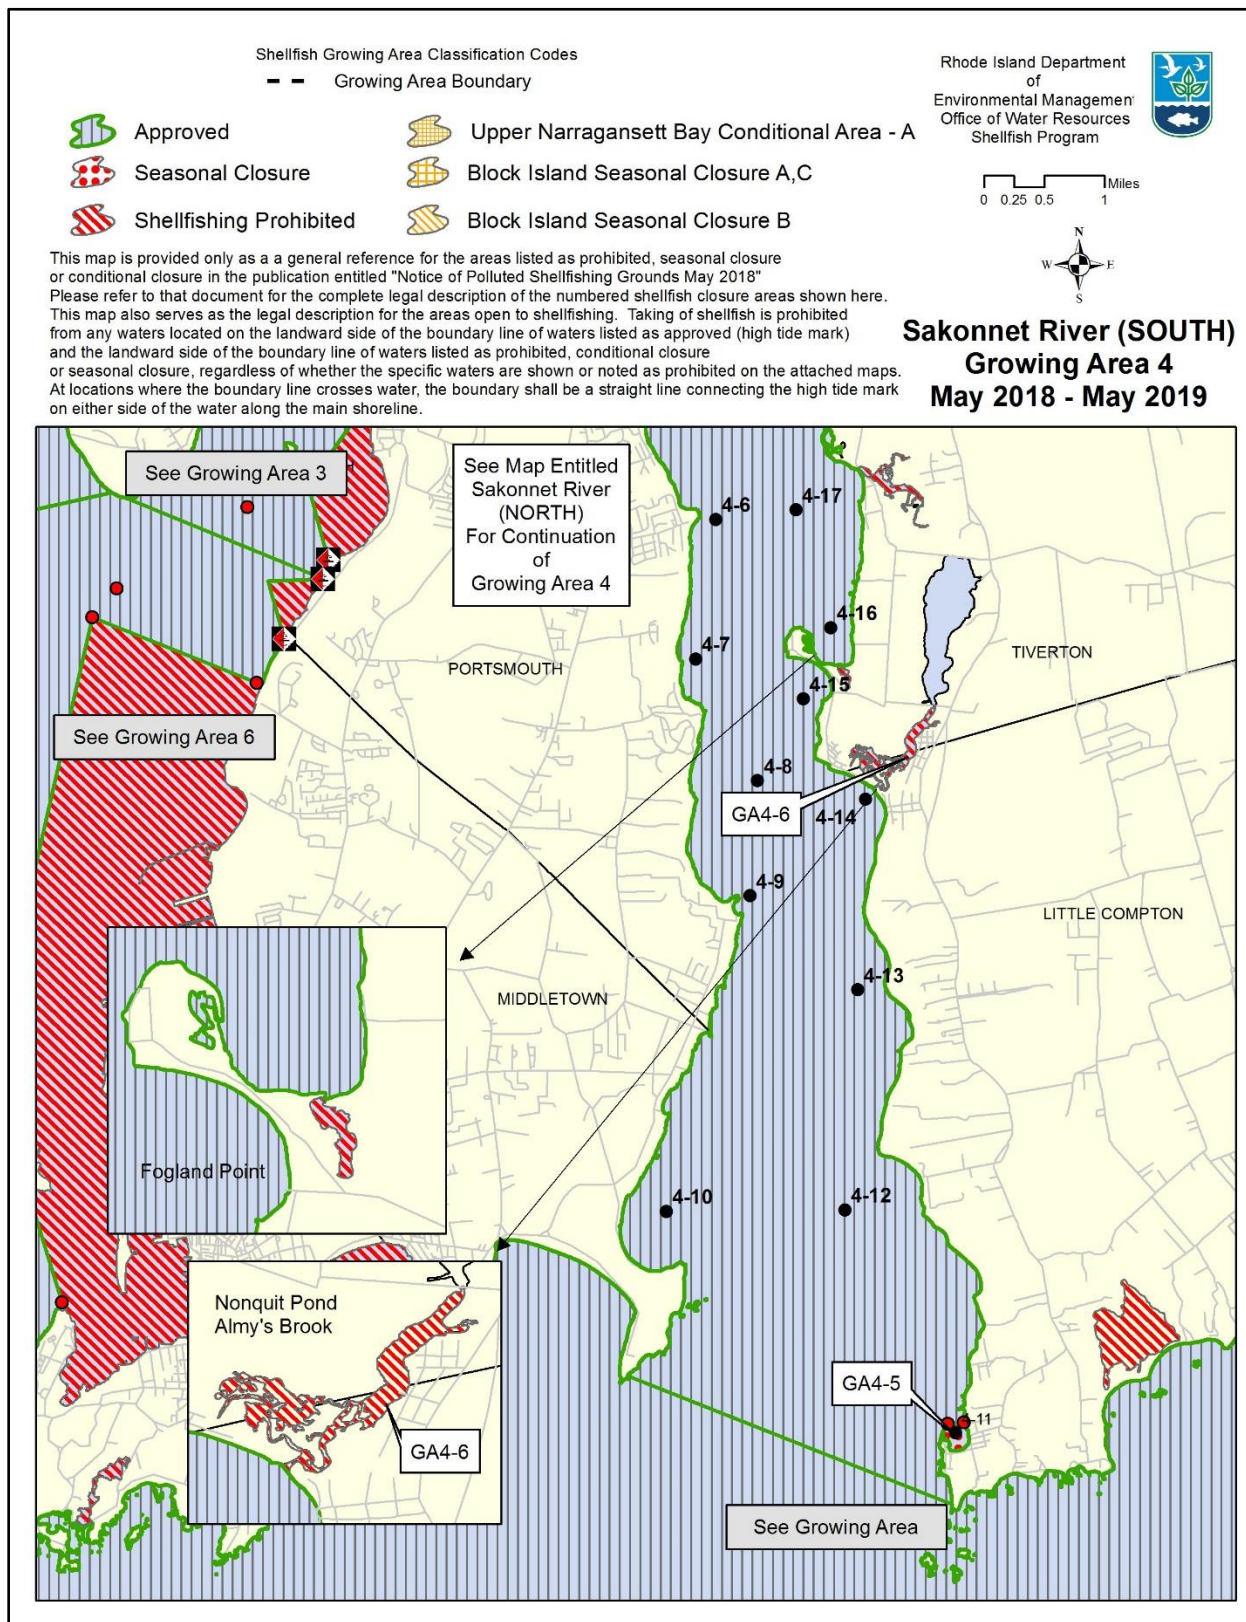 Shellfish Growing Area Classification Codes
Growing Area Boundary
Approved
Seasonal Closure
Shellfishing Prohibited
Upper Narragansett Bay Conditional Area - A
Block Island Seasonal Closure A,C
Block Island Seasonal Closure B
Rhode Island Department
of
Environmental Managemen
Office of Water Resources
Shellfish Program
Miles
0 0.25 0.5 1
N
W E
S
This map is provided only as a a general reference for the areas listed as prohibited, seasonal closure
or conditional closure in the publication entitled "Notice of Polluted Shellfishing Grounds May 2018"
Please refer to that document for the complete legal description of the numbered shellfish closure areas shown here.
This map also serves as the legal description for the areas open to shellfishing. Taking of shellfish is prohibited
from any waters located on the landward side of the boundary line of waters listed as approved (high tide mark)
and the landward side of the boundary line of waters listed as prohibited, conditional closure
or seasonal closure, regardless of whether the specific waters are shown or noted as prohibited on the attached maps.
At locations where the boundary line crosses water, the boundary shall be a straight line connecting the high tide mark
on either side of the water along the main shoreline.
Sakonnet River (SOUTH)
Growing Area 4
May 2018 - May 2019
See Growing Area 3
See Map Entitled
Sakonnet River
(NORTH)
For Continuation
of
Growing Area 4
4-6
4-17
4-16
4-7
PORTSMOUTH
TIVERTON
4-15
See Growing Area 6
4-8
GA4-6
4-14
4-9
LITTLE COMPTON
4-13
MIDDLETOWN
Fogland Point
4-10
4-12
Nonquit Pond
Almy's Brook
GA4-6
GA4-5
4-11
See Growing Area